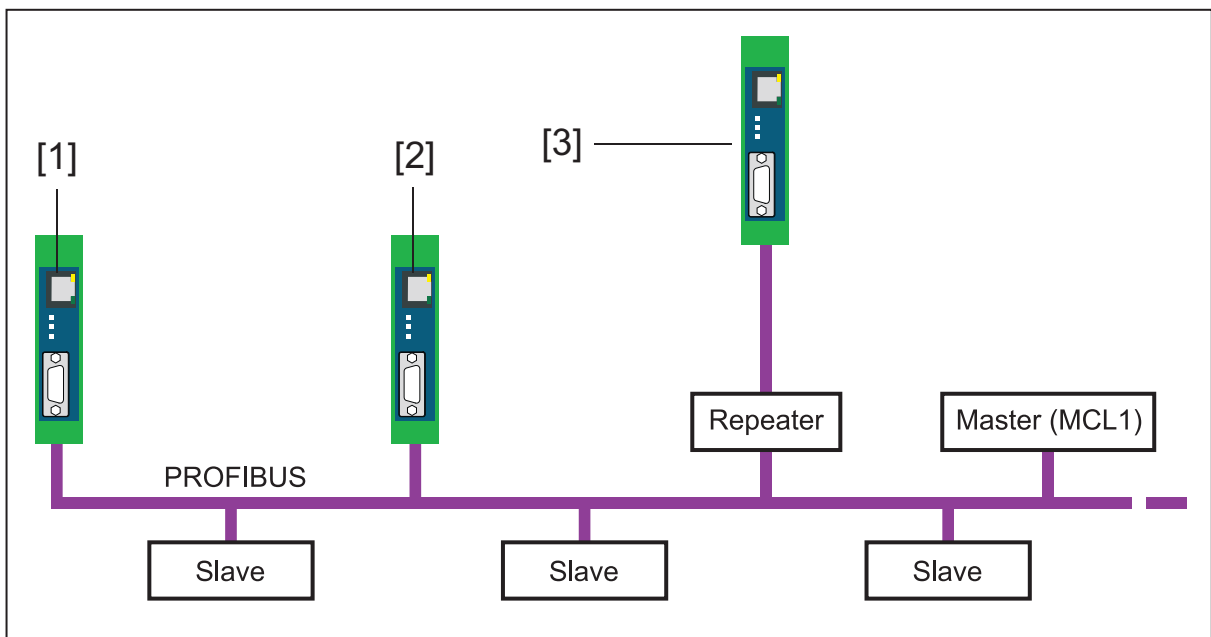 [3]
[1]
[2]
Repeater
Master (MCL1)
PROFIBUS
Slave
Slave
Slave